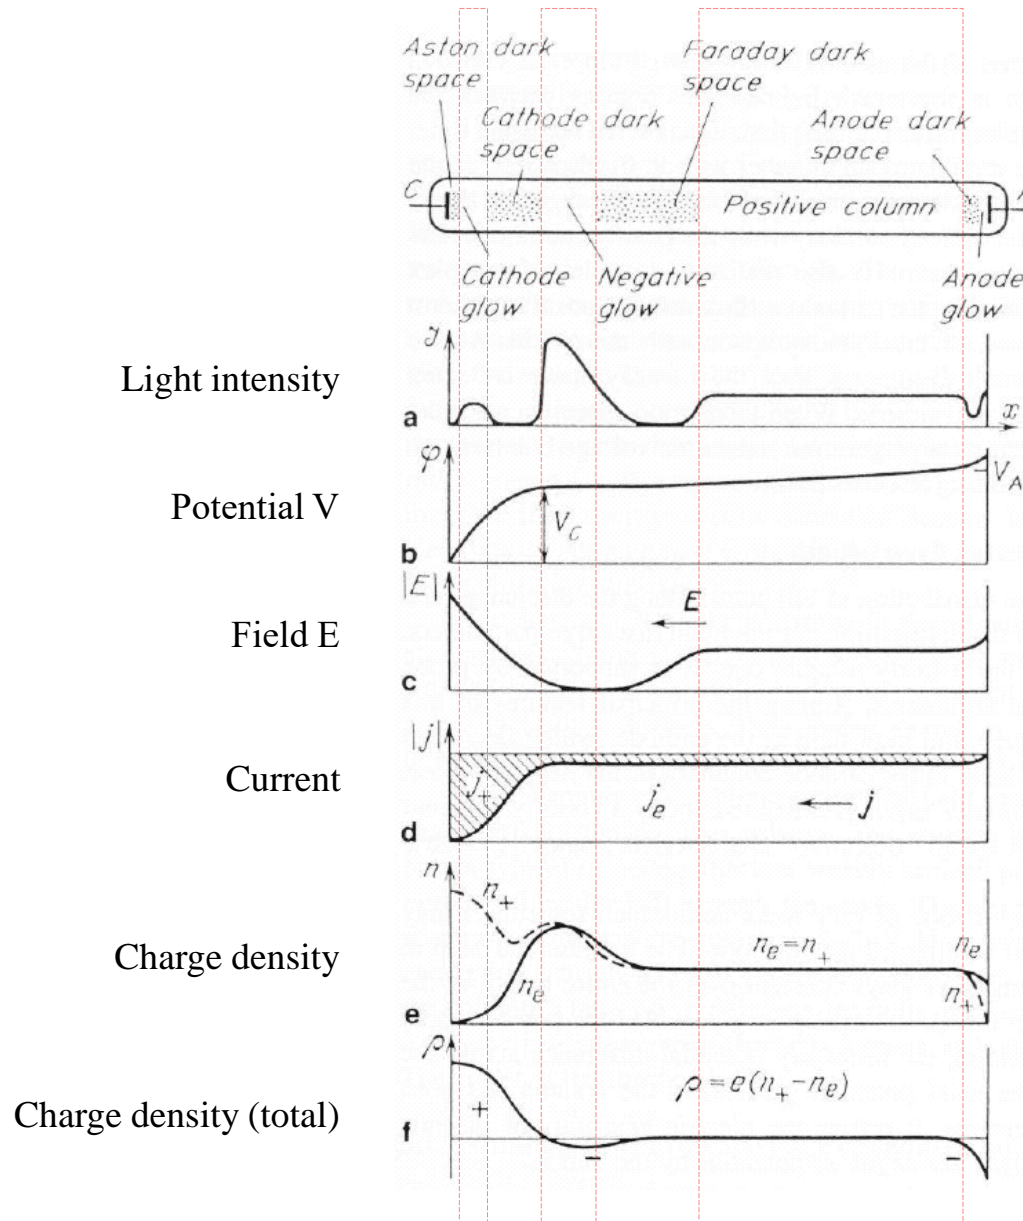 Aston dark
space
Faraday dark
space
Cathode dark
space
Anode dark
space
C
Positive column
Cathode
glow
Negative
glow
Anode
glow
Light intensity
J
a
x
Potential V
φ
V_C
V_A
b
Field E
|E|
E
c
Current
|j|
j_+
j_e
j
d
Charge density
n
n_+
n_e
n_e=n_+
n_e
n_+
e
Charge density (total)
ρ
+
ρ=e(n_+-n_e)
f
−
−